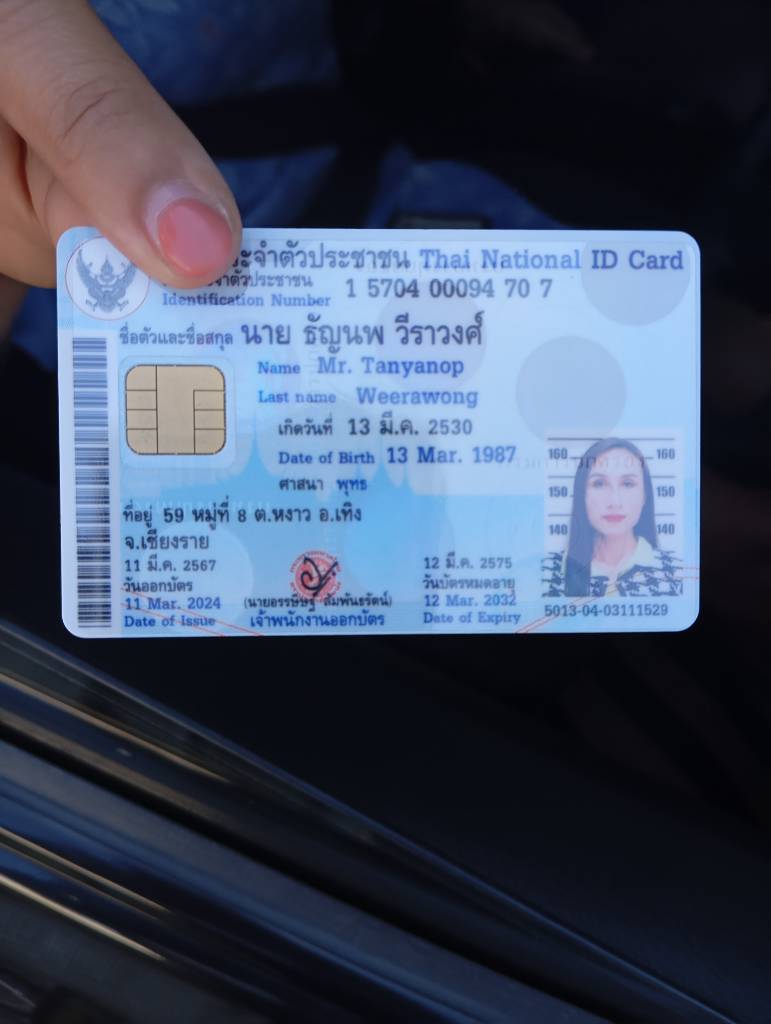 ะจำตัวประชาชน Thai National ID Card
จำตัวประชาชน
Identification Number 1 5704 00094 70 7
ชื่อตัวและชื่อสกุล นาย ธัญนพ วีราวงศ์
Name Mr. Tanyanop
Last name Weerawong
เกิดวันที่ 13 มี.ค. 2530
Date of Birth 13 Mar. 1987
ศาสนา พุทธ
ที่อยู่ 59 หมู่ที่ 8 ต.หงาว อ.เทิง
จ.เชียงราย
11 มี.ค. 2567
วันออกบัตร
11 Mar. 2024
Date of Issue
(นายอรรษิษฐ์ สัมพันธรัตน์)
เจ้าพนักงานออกบัตร
12 มี.ค. 2575
วันบัตรหมดอายุ
12 Mar. 2032
Date of Expiry
160 160
150 150
140 140
5013-04-03111529